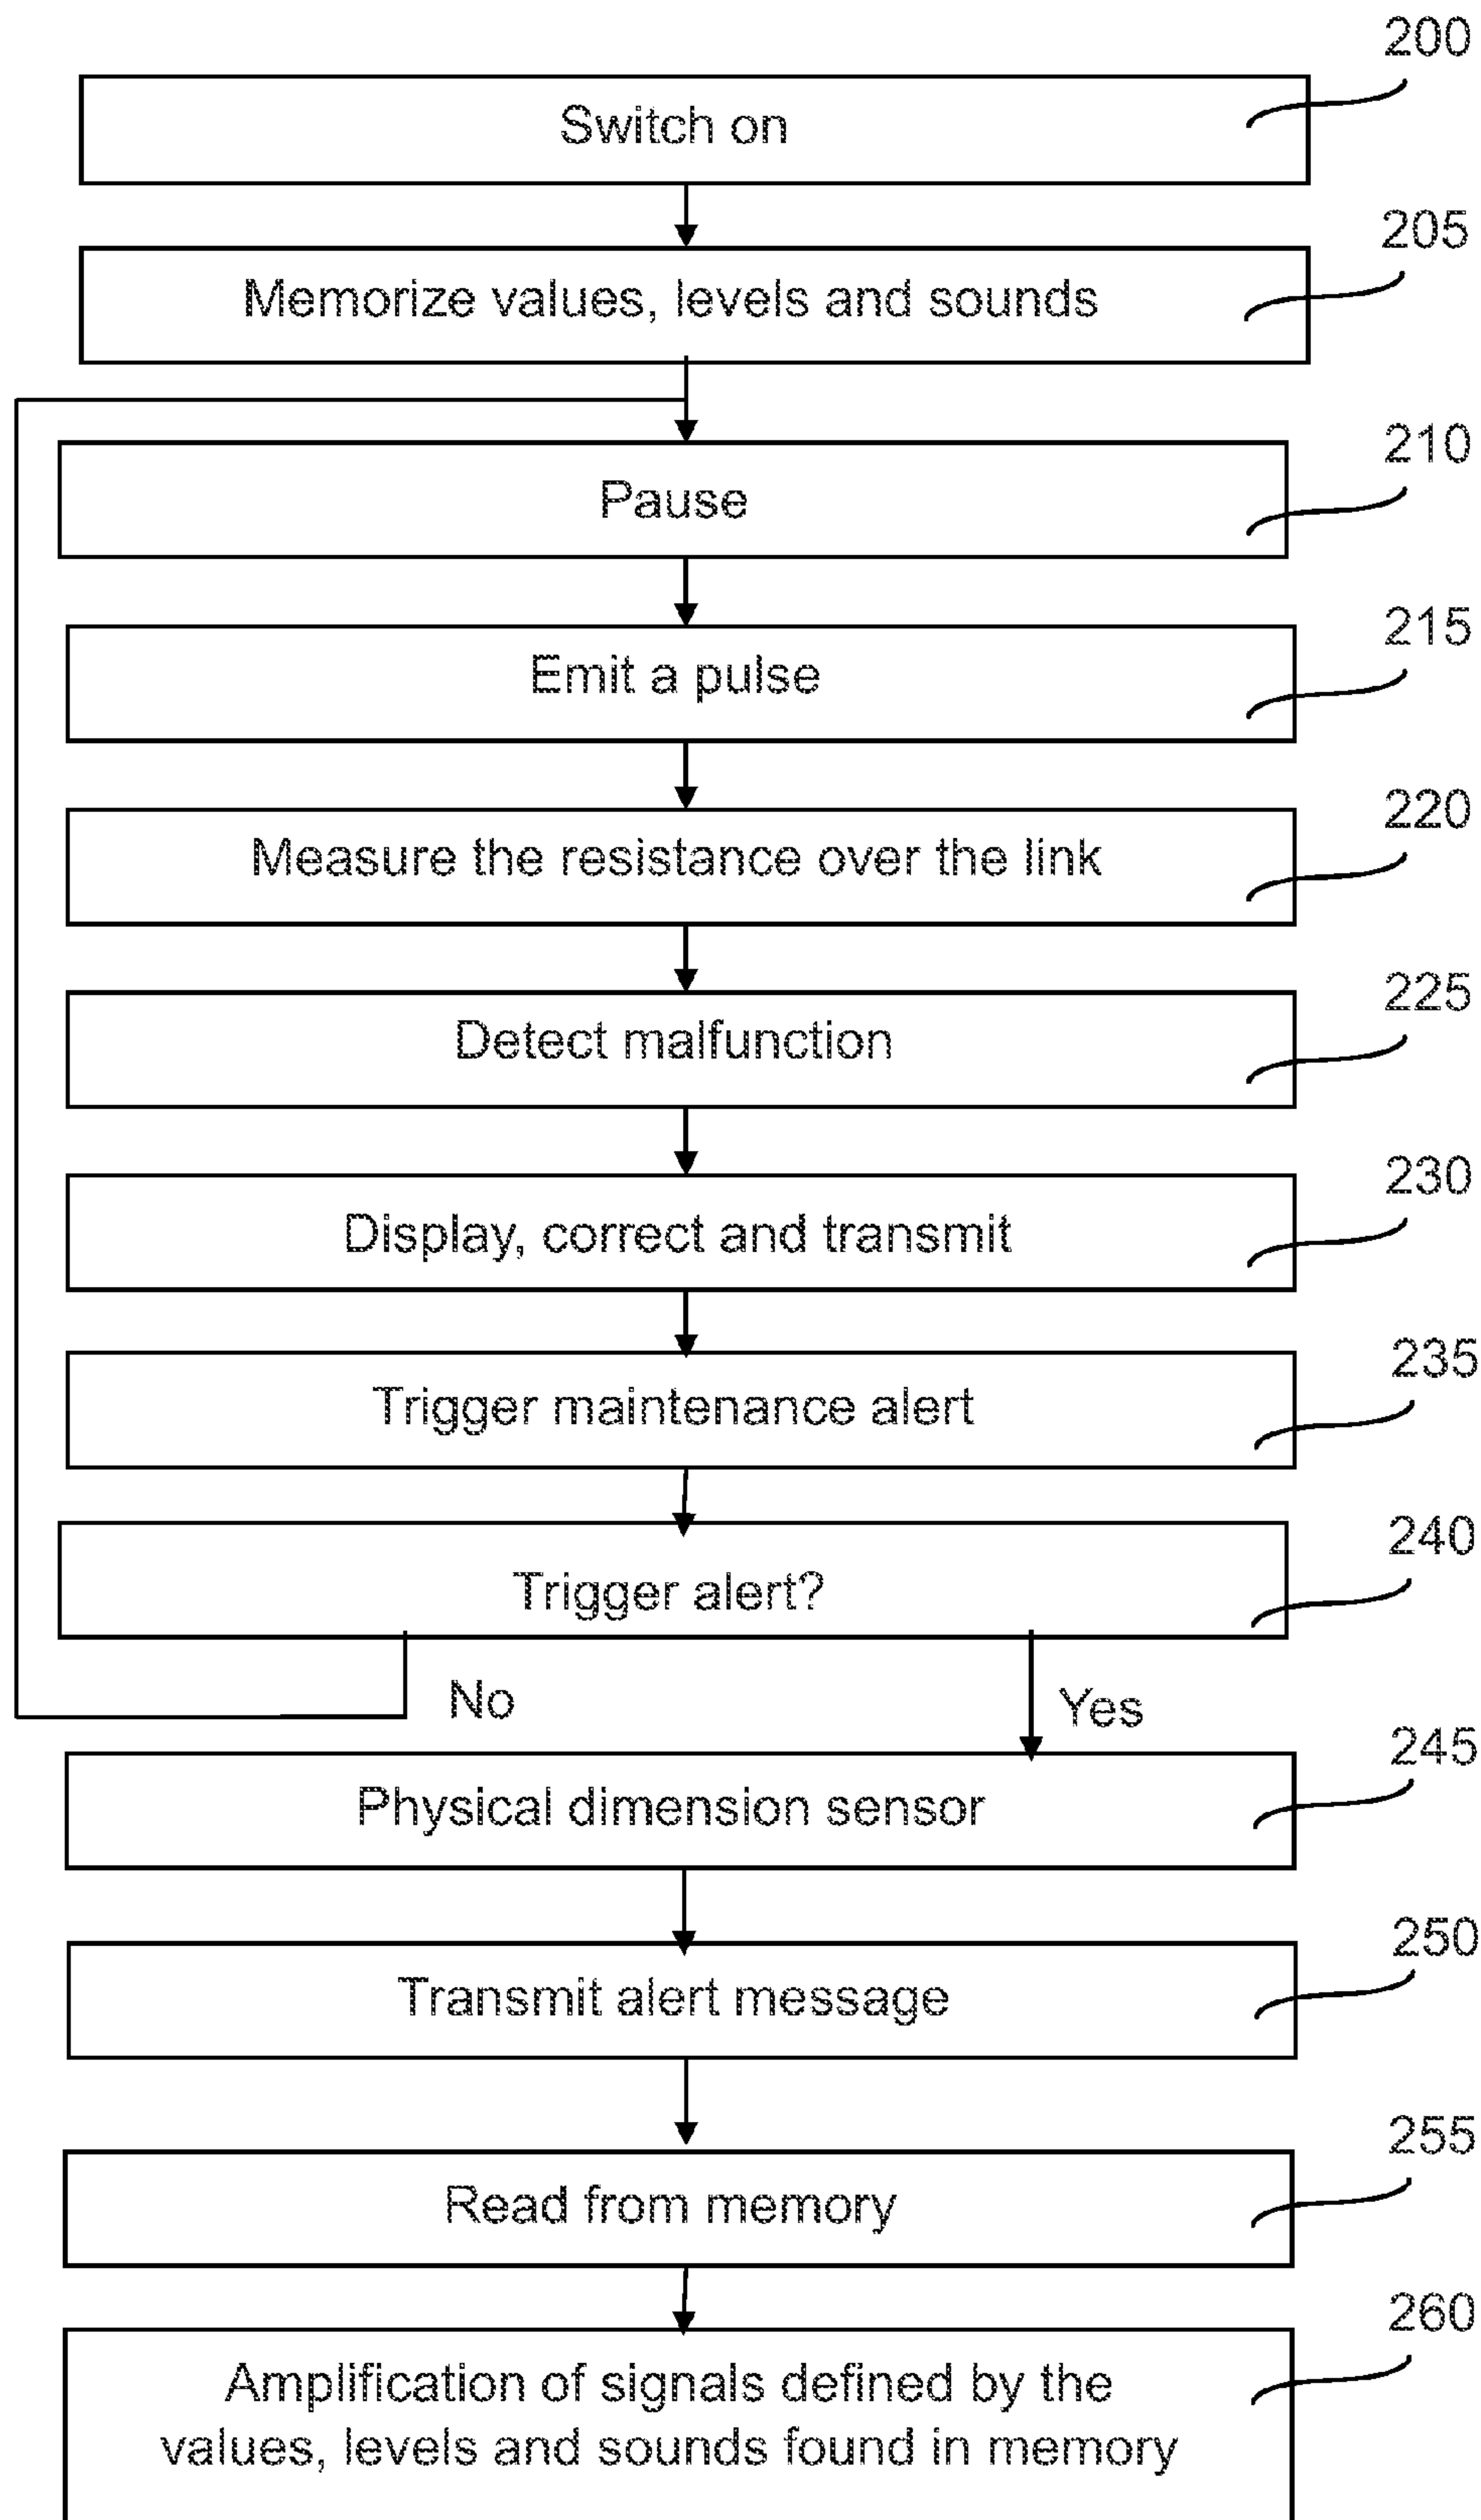 200
Switch on
205
Memorize values, levels and sounds
210
Pause
215
Emit a pulse
220
Measure the resistance over the link
225
Detect malfunction
230
Display, correct and transmit
235
Trigger maintenance alert
240
Trigger alert?
No
Yes
245
Physical dimension sensor
250
Transmit alert message
255
Read from memory
260
Amplification of signals defined by the
values, levels and sounds found in memory